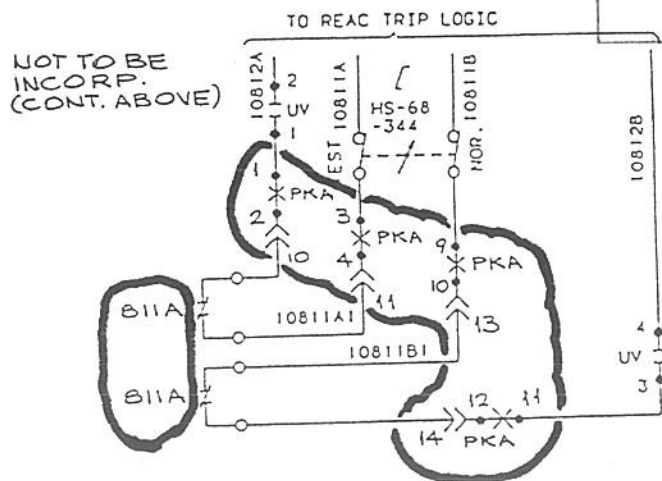 TO REAC TRIP LOGIC
NOT TO BE
INCORP.
(CONT. ABOVE)
10812A
2
UV
1
EST 10811A
HS-68
-344
NOR. 10811B
10812B
1
PKA
2
10
3
PKA
4
11
9
PKA
10
13
811A
10811A1
10811B1
811A
14
12
11
PKA
4
UV
3